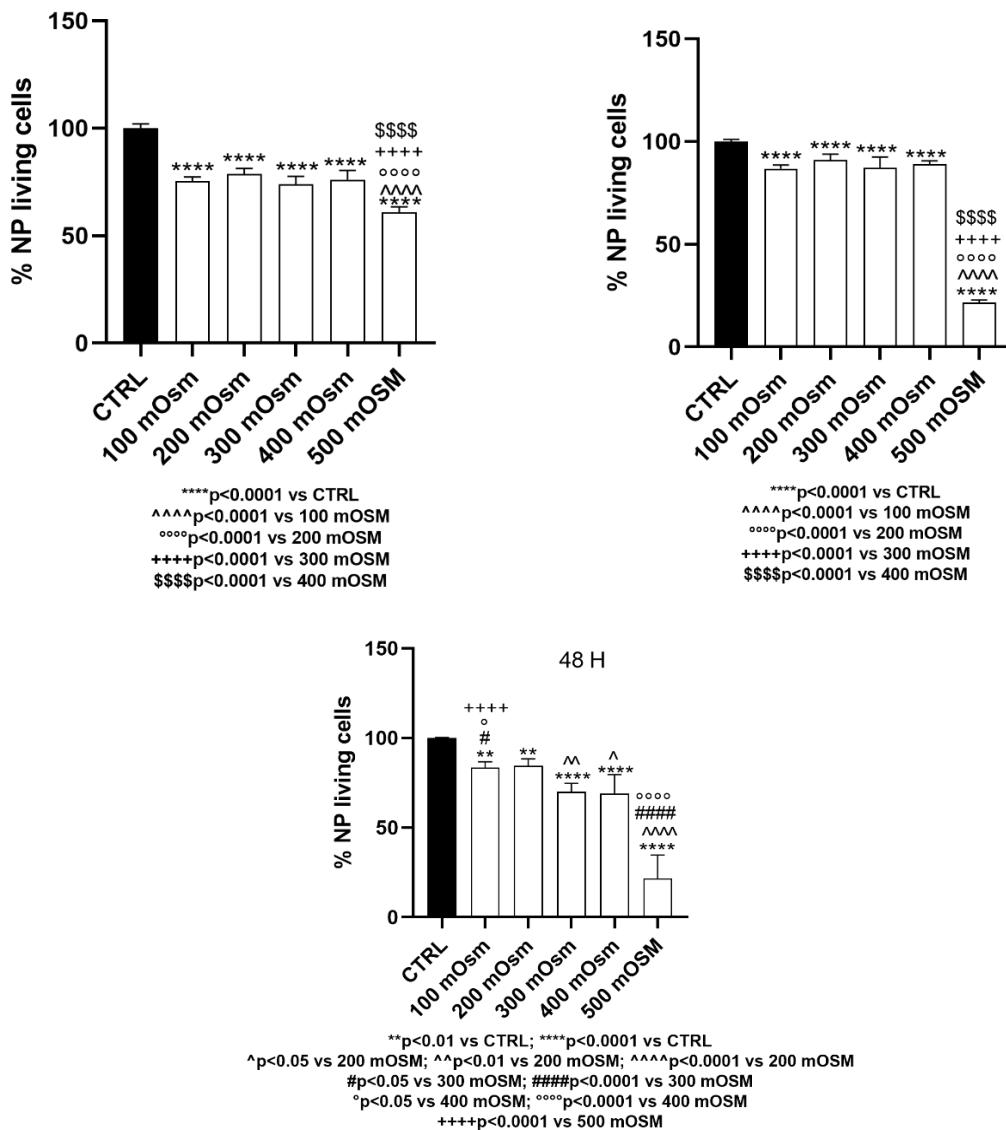 % NP living cells
150
100
50
0
****
****
****
****
$$$$
++++
°°°°
^^^^
****
CTRL
100 mOsm
200 mOsm
300 mOsm
400 mOsm
500 mOSM
****p<0.0001 vs CTRL
^^^^p<0.0001 vs 100 mOSM
°°°°p<0.0001 vs 200 mOSM
++++p<0.0001 vs 300 mOSM
$$$$p<0.0001 vs 400 mOSM
% NP living cells
150
100
50
0
****
****
****
****
$$$$
++++
°°°°
^^^^
****
CTRL
100 mOsm
200 mOsm
300 mOsm
400 mOsm
500 mOSM
****p<0.0001 vs CTRL
^^^^p<0.0001 vs 100 mOSM
°°°°p<0.0001 vs 200 mOSM
++++p<0.0001 vs 300 mOSM
$$$$p<0.0001 vs 400 mOSM
48 H
% NP living cells
150
100
50
0
++++
°
#
**
**
^^
****
^
****
°°°°
####
^^^^
****
CTRL
100 mOsm
200 mOsm
300 mOsm
400 mOsm
500 mOSM
**p<0.01 vs CTRL; ****p<0.0001 vs CTRL
^p<0.05 vs 200 mOSM; ^^p<0.01 vs 200 mOSM; ^^^^p<0.0001 vs 200 mOSM
#p<0.05 vs 300 mOSM; ####p<0.0001 vs 300 mOSM
°p<0.05 vs 400 mOSM; °°°°p<0.0001 vs 400 mOSM
++++p<0.0001 vs 500 mOSM